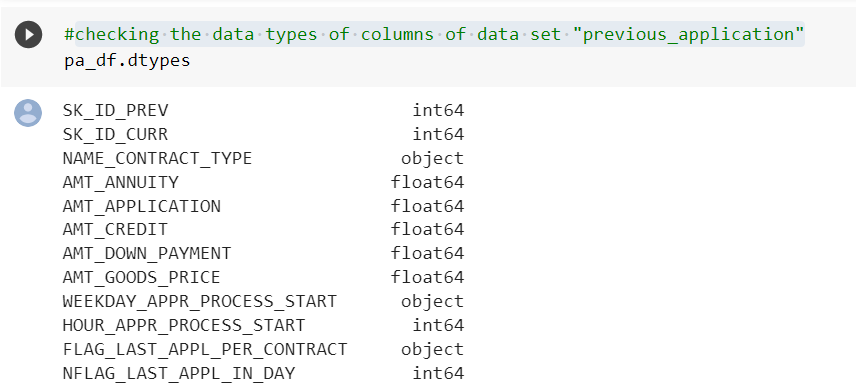 #checking the data types of columns of data set "previous_application"
pa_df.dtypes
SK_ID_PREV int64
SK_ID_CURR int64
NAME_CONTRACT_TYPE object
AMT_ANNUITY float64
AMT_APPLICATION float64
AMT_CREDIT float64
AMT_DOWN_PAYMENT float64
AMT_GOODS_PRICE float64
WEEKDAY_APPR_PROCESS_START object
HOUR_APPR_PROCESS_START int64
FLAG_LAST_APPL_PER_CONTRACT object
NFLAG_LAST_APPL_IN_DAY int64